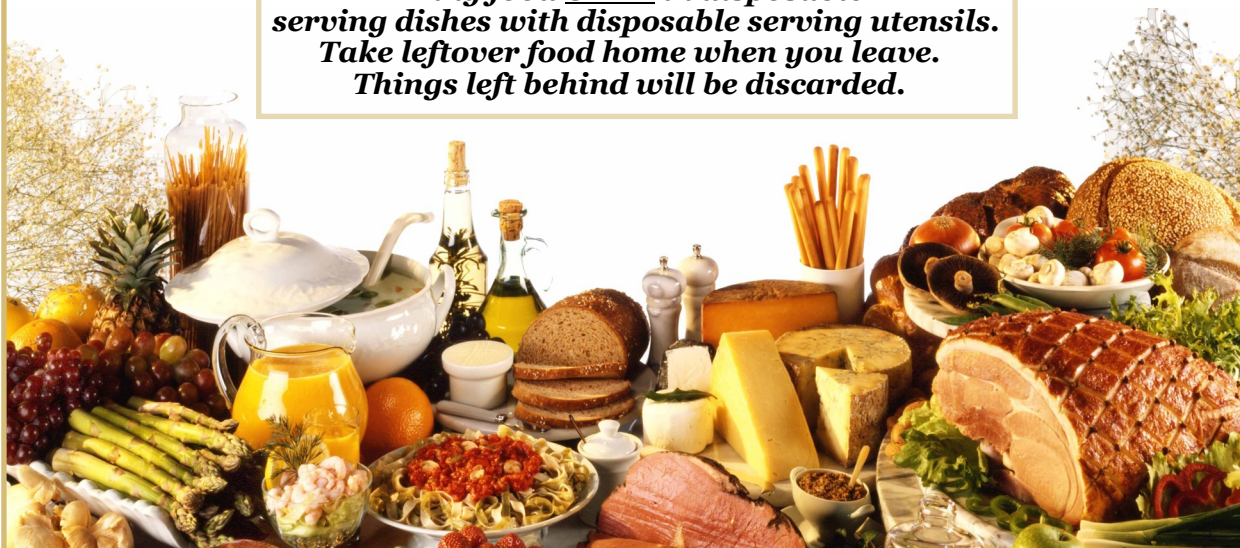 serving dishes with disposable serving utensils.
Take leftover food home when you leave.
Things left behind will be discarded.